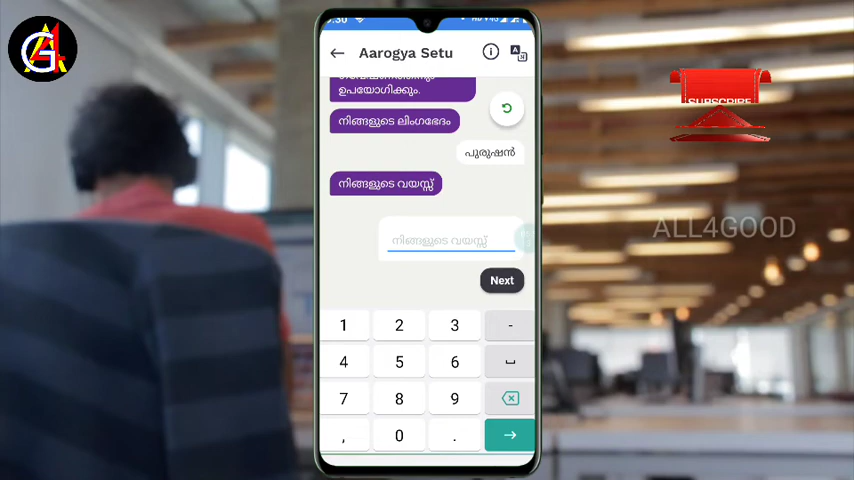 Aarogya Setu
ഉപയോഗിക്കും.
നിങ്ങളുടെ ലിംഗഭേദം
പുരുഷൻ
നിങ്ങളുടെ വയസ്സ്
നിങ്ങളുടെ വയസ്സ്
Next
1 2 3 -
4 5 6
7 8 9
, 0 .
ALL4GOOD